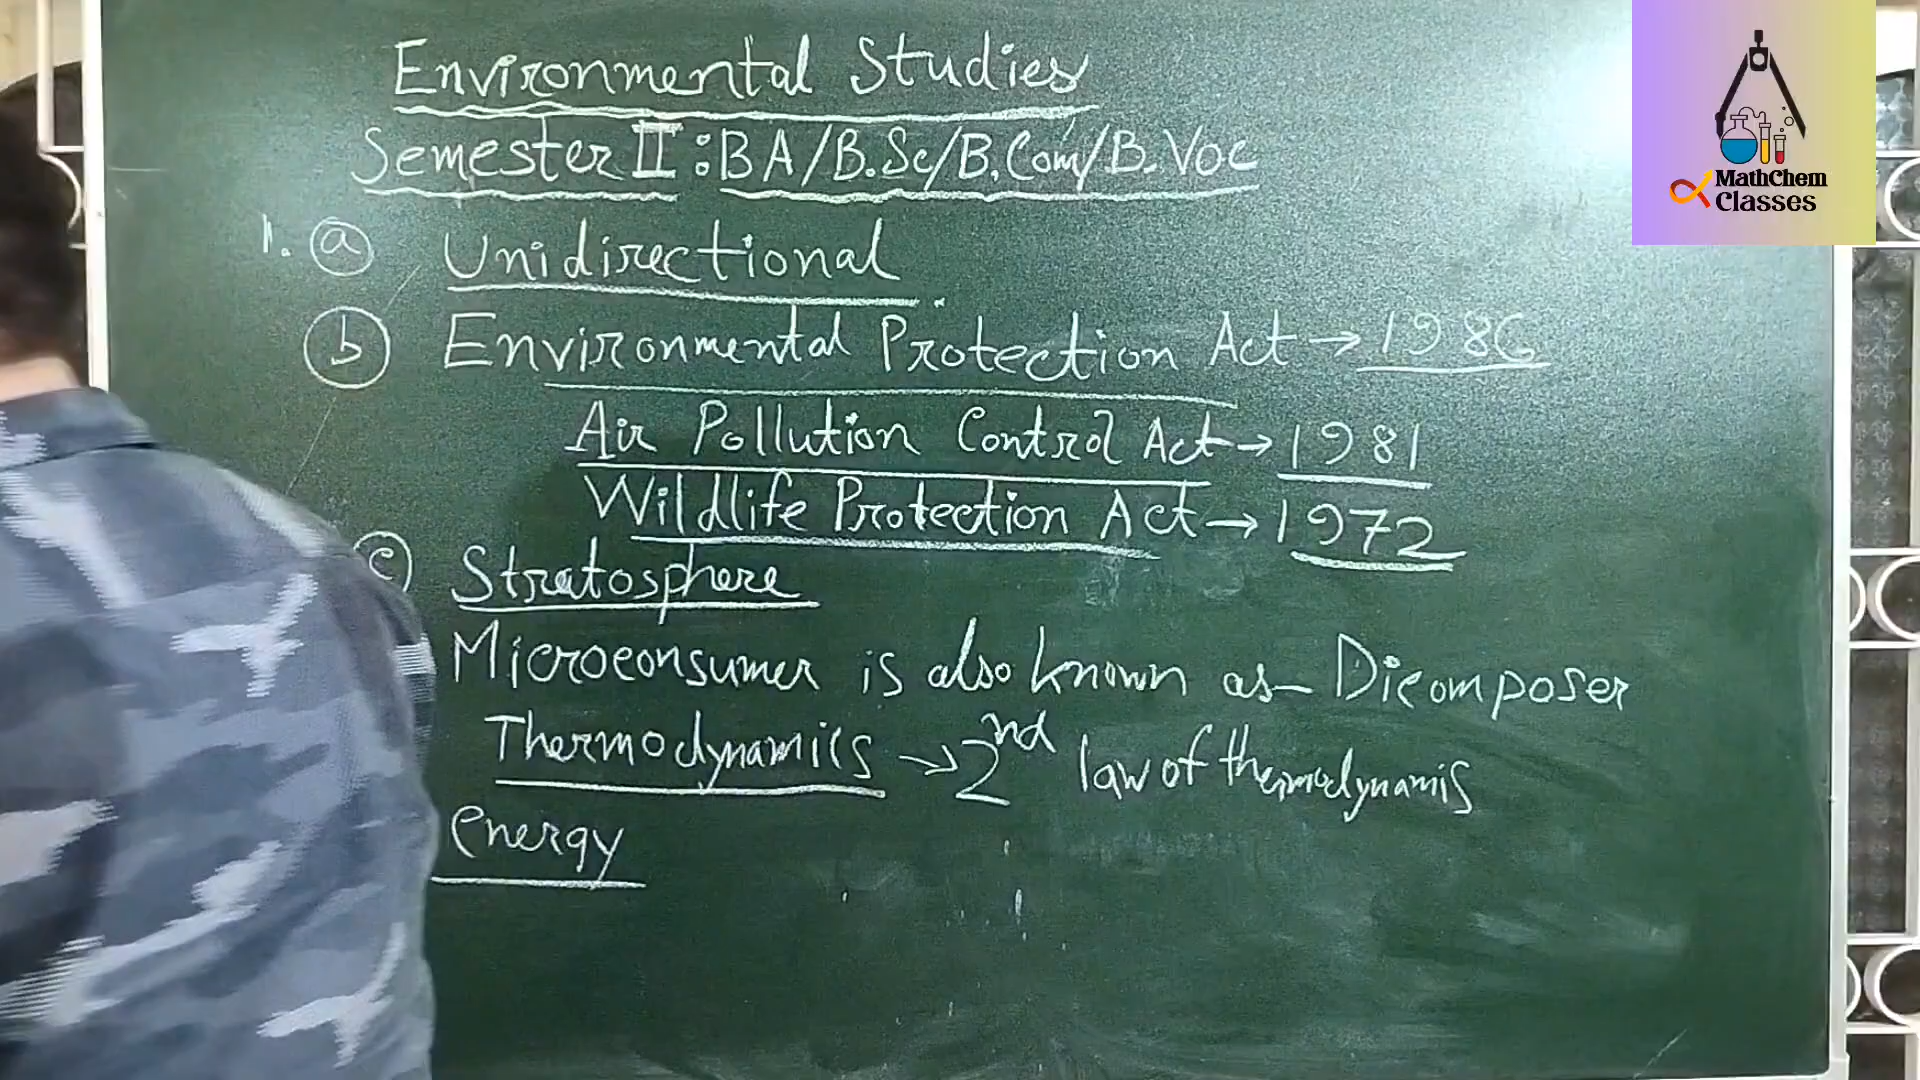 Environmental Studies
Semester II : BA/B.Sc/B.Com/B.Voc
1. a Unidirectional
b Environmental Protection Act → 1986
Air Pollution Control Act → 1981
Wildlife Protection Act → 1972
c Stratosphere
Microconsumer is also known as - Dicomposer
Thermodynamics → 2nd law of thermodynamis
energy
MathChem
Classes